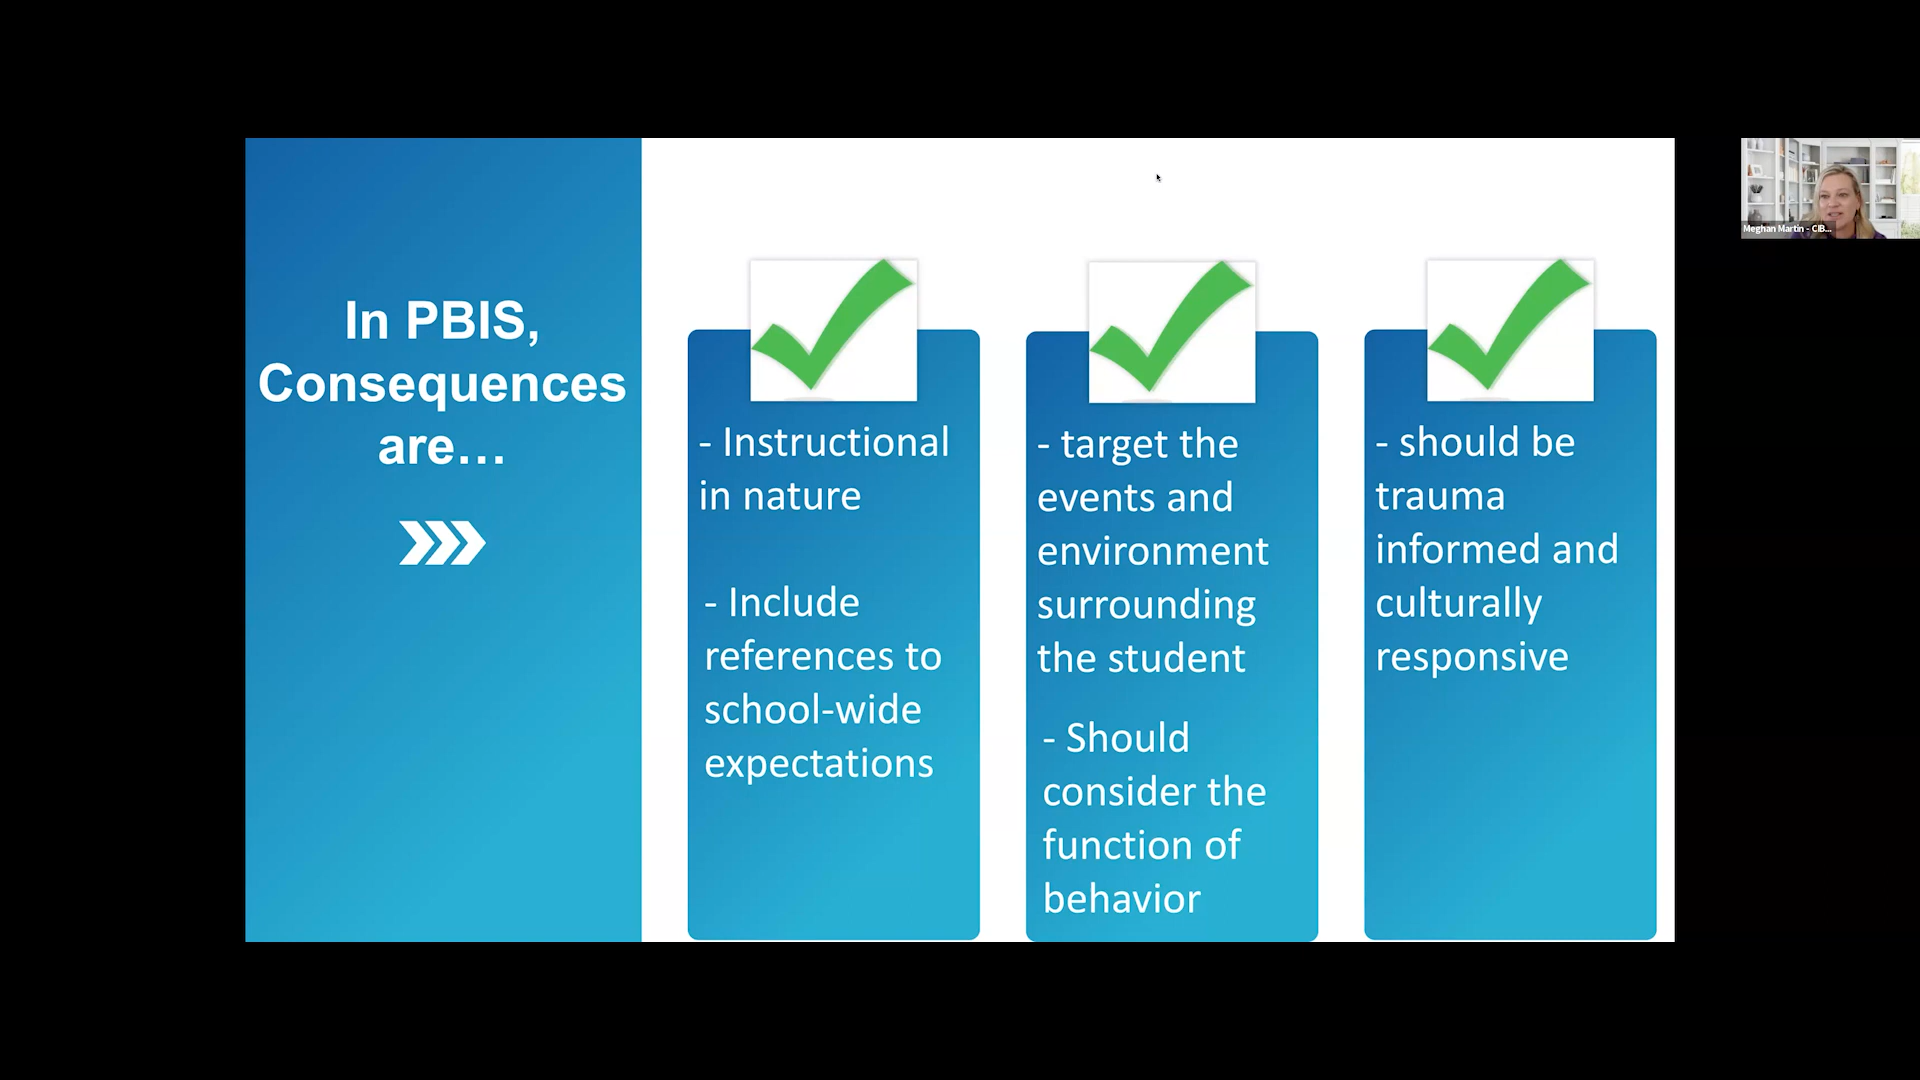 In PBIS,
Consequences
are…
- Instructional
in nature
- Include
references to
school-wide
expectations
- target the
events and
environment
surrounding
the student
- Should
consider the
function of
behavior
- should be
trauma
informed and
culturally
responsive
Meghan Martin - CIB...